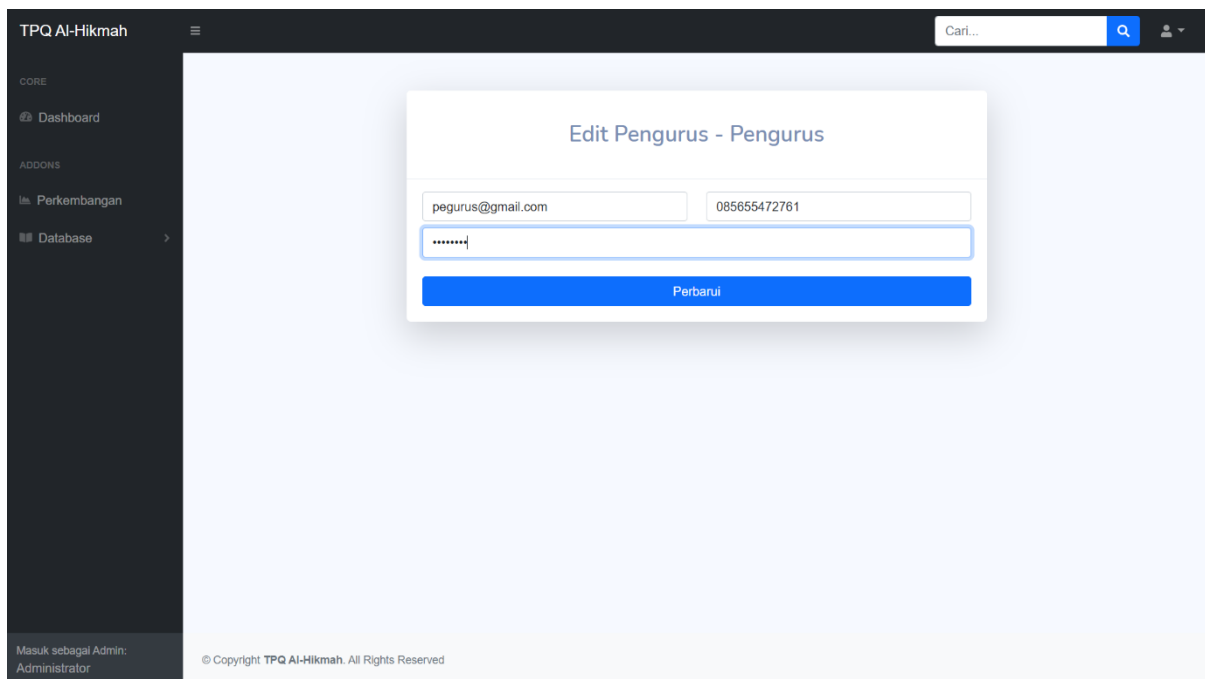 TPQ Al-Hikmah
Cari...
CORE
Dashboard
ADDONS
Perkembangan
Database
Edit Pengurus - Pengurus
pegurus@gmail.com
085655472761
••••••••
Perbarui
Masuk sebagai Admin:
Administrator
© Copyright TPQ Al-Hikmah. All Rights Reserved